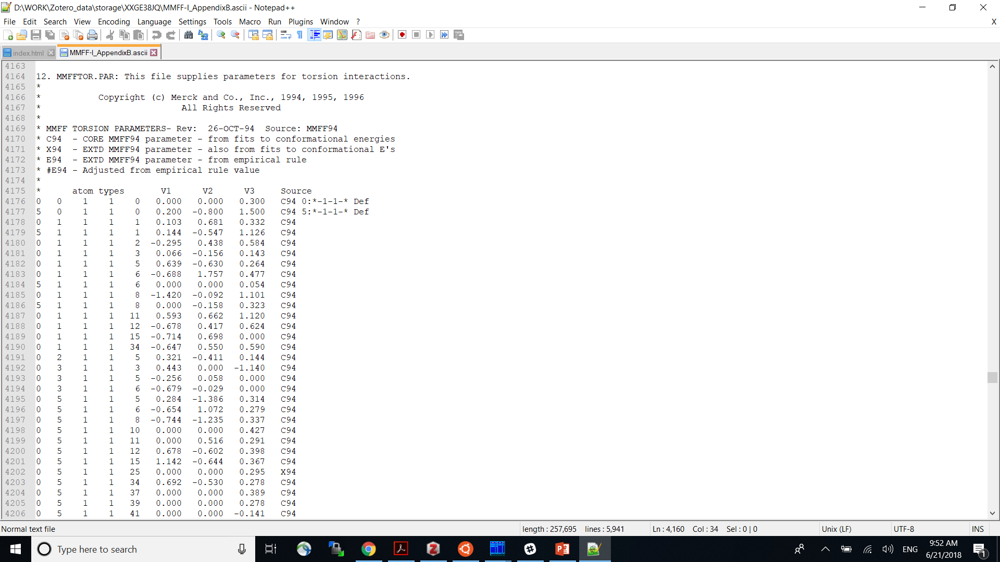 D:\WORK\Zotero_data\storage\XXGE38JQ\MMFF-I_AppendixB.ascii - Notepad++
File Edit Search View Encoding Language Settings Tools Macro Run Plugins Window ? X
index.html MMFF-I_AppendixB.ascii
4163
4164 12. MMFFTOR.PAR: This file supplies parameters for torsion interactions.
4165 *
4166 * Copyright (c) Merck and Co., Inc., 1994, 1995, 1996
4167 * All Rights Reserved
4168 *
4169 * MMFF TORSION PARAMETERS- Rev: 26-OCT-94 Source: MMFF94
4170 * C94 - CORE MMFF94 parameter - from fits to conformational energies
4171 * X94 - EXTD MMFF94 parameter - also from fits to conformational E's
4172 * E94 - EXTD MMFF94 parameter - from empirical rule
4173 * #E94 - Adjusted from empirical rule value
4174 *
4175 * atom types V1 V2 V3 Source
4176 0 0 1 1 0 0.000 0.000 0.300 C94 0:*-1-1-* Def
4177 5 0 1 1 0 0.200 -0.800 1.500 C94 5:*-1-1-* Def
4178 0 1 1 1 1 0.103 0.681 0.332 C94
4179 5 1 1 1 1 0.144 -0.547 1.126 C94
4180 0 1 1 1 2 -0.295 0.438 0.584 C94
4181 0 1 1 1 3 0.066 -0.156 0.143 C94
4182 0 1 1 1 5 0.639 -0.630 0.264 C94
4183 0 1 1 1 6 -0.688 1.757 0.477 C94
4184 5 1 1 1 6 0.000 0.000 0.054 C94
4185 0 1 1 1 8 -1.420 -0.092 1.101 C94
4186 5 1 1 1 8 0.000 -0.158 0.323 C94
4187 0 1 1 1 11 0.593 0.662 1.120 C94
4188 0 1 1 1 12 -0.678 0.417 0.624 C94
4189 0 1 1 1 15 -0.714 0.698 0.000 C94
4190 0 1 1 1 34 -0.647 0.550 0.590 C94
4191 0 2 1 1 5 0.321 -0.411 0.144 C94
4192 0 3 1 1 3 0.443 0.000 -1.140 C94
4193 0 3 1 1 5 -0.256 0.058 0.000 C94
4194 0 3 1 1 6 -0.679 -0.029 0.000 C94
4195 0 5 1 1 5 0.284 -1.386 0.314 C94
4196 0 5 1 1 6 -0.654 1.072 0.279 C94
4197 0 5 1 1 8 -0.744 -1.235 0.337 C94
4198 0 5 1 1 10 0.000 0.000 0.427 C94
4199 0 5 1 1 11 0.000 0.516 0.291 C94
4200 0 5 1 1 12 0.678 -0.602 0.398 C94
4201 0 5 1 1 15 1.142 -0.644 0.367 C94
4202 0 5 1 1 25 0.000 0.000 0.295 X94
4203 0 5 1 1 34 0.692 -0.530 0.278 C94
4204 0 5 1 1 37 0.000 0.000 0.389 C94
4205 0 5 1 1 39 0.000 0.000 0.278 C94
4206 0 5 1 1 41 0.000 0.000 -0.141 C94
Normal text file length : 257,695 lines : 5,941 Ln : 4,160 Col : 34 Sel : 0 | 0 Unix (LF) UTF-8 INS
Type here to search ENG 9:52 AM
6/21/2018 1